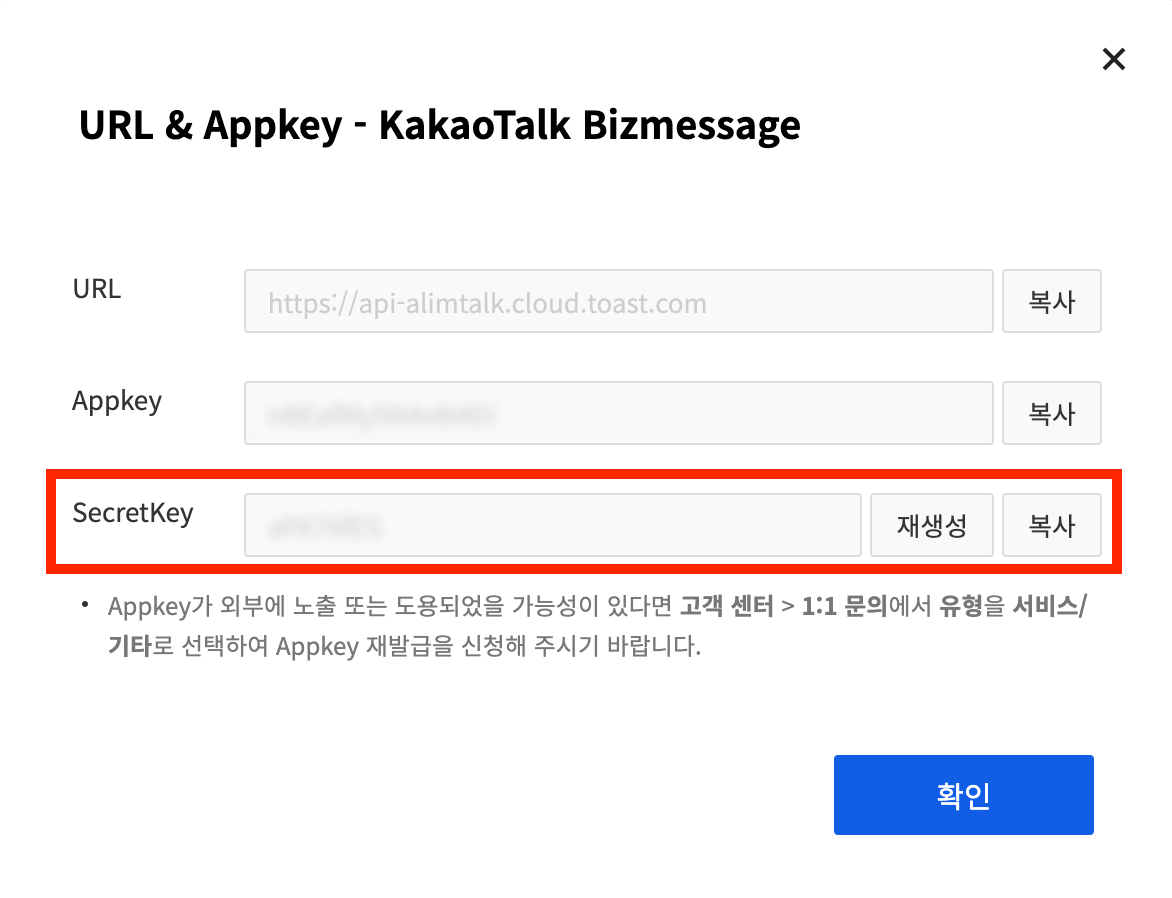 URL & Appkey - KakaoTalk Bizmessage
URL
https://api-alimtalk.cloud.toast.com
복사
Appkey
복사
SecretKey
재생성
복사
• Appkey가 외부에 노출 또는 도용되었을 가능성이 있다면 고객 센터 > 1:1 문의에서 유형을 서비스/
기타로 선택하여 Appkey 재발급을 신청해 주시기 바랍니다.
확인